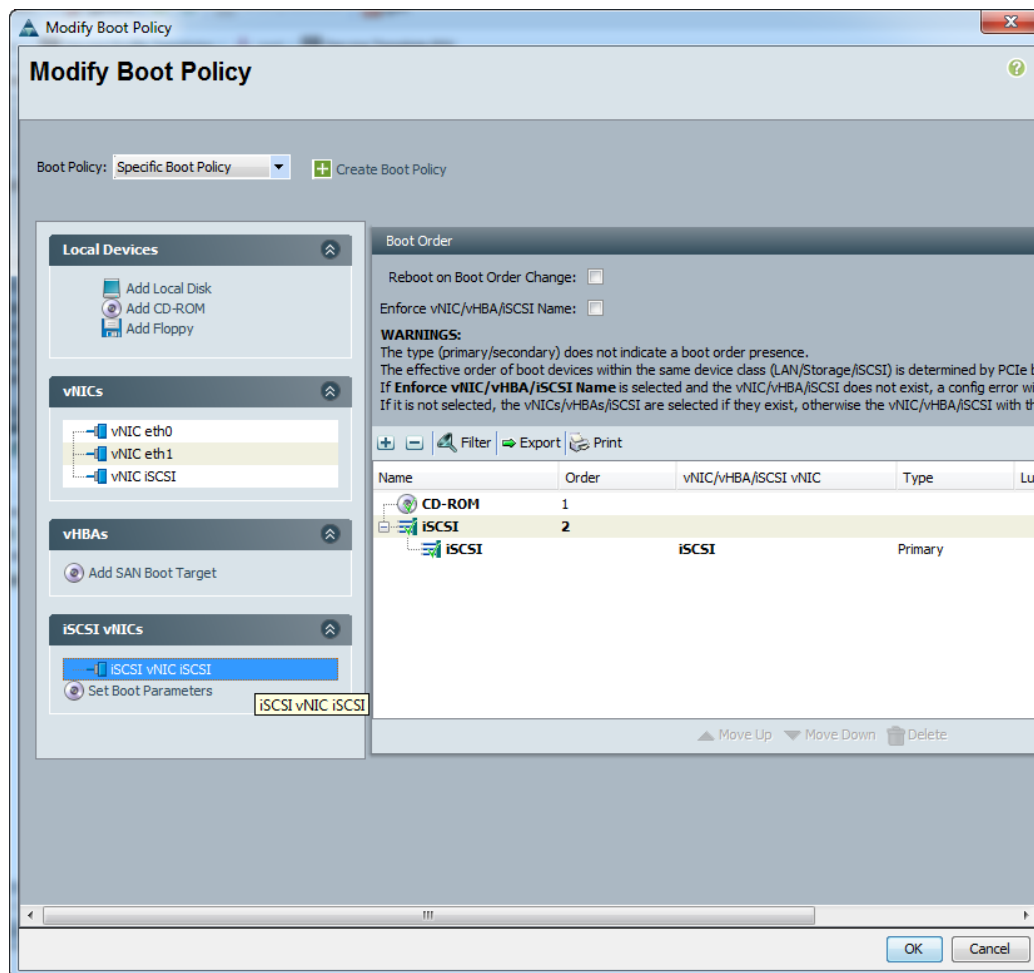 Modify Boot Policy
Modify Boot Policy
Boot Policy: Specific Boot Policy
Create Boot Policy
Local Devices
Add Local Disk
Add CD-ROM
Add Floppy
vNICs
vNIC eth0
vNIC eth1
vNIC iSCSI
vHBAs
Add SAN Boot Target
iSCSI vNICs
iSCSI vNIC iSCSI
Set Boot Parameters
iSCSI vNIC iSCSI
Boot Order
Reboot on Boot Order Change:
Enforce vNIC/vHBA/iSCSI Name:
WARNINGS:
The type (primary/secondary) does not indicate a boot order presence.
The effective order of boot devices within the same device class (LAN/Storage/iSCSI) is determined by PCIe
If Enforce vNIC/vHBA/iSCSI Name is selected and the vNIC/vHBA/iSCSI does not exist, a config error
If it is not selected, the vNICs/vHBAs/iSCSI are selected if they exist, otherwise the vNIC/vHBA/iSCSI with
Filter Export Print
Name Order vNIC/vHBA/iSCSI vNIC Type
CD-ROM 1
iSCSI 2
iSCSI iSCSI Primary
Move Up Move Down Delete
OK Cancel